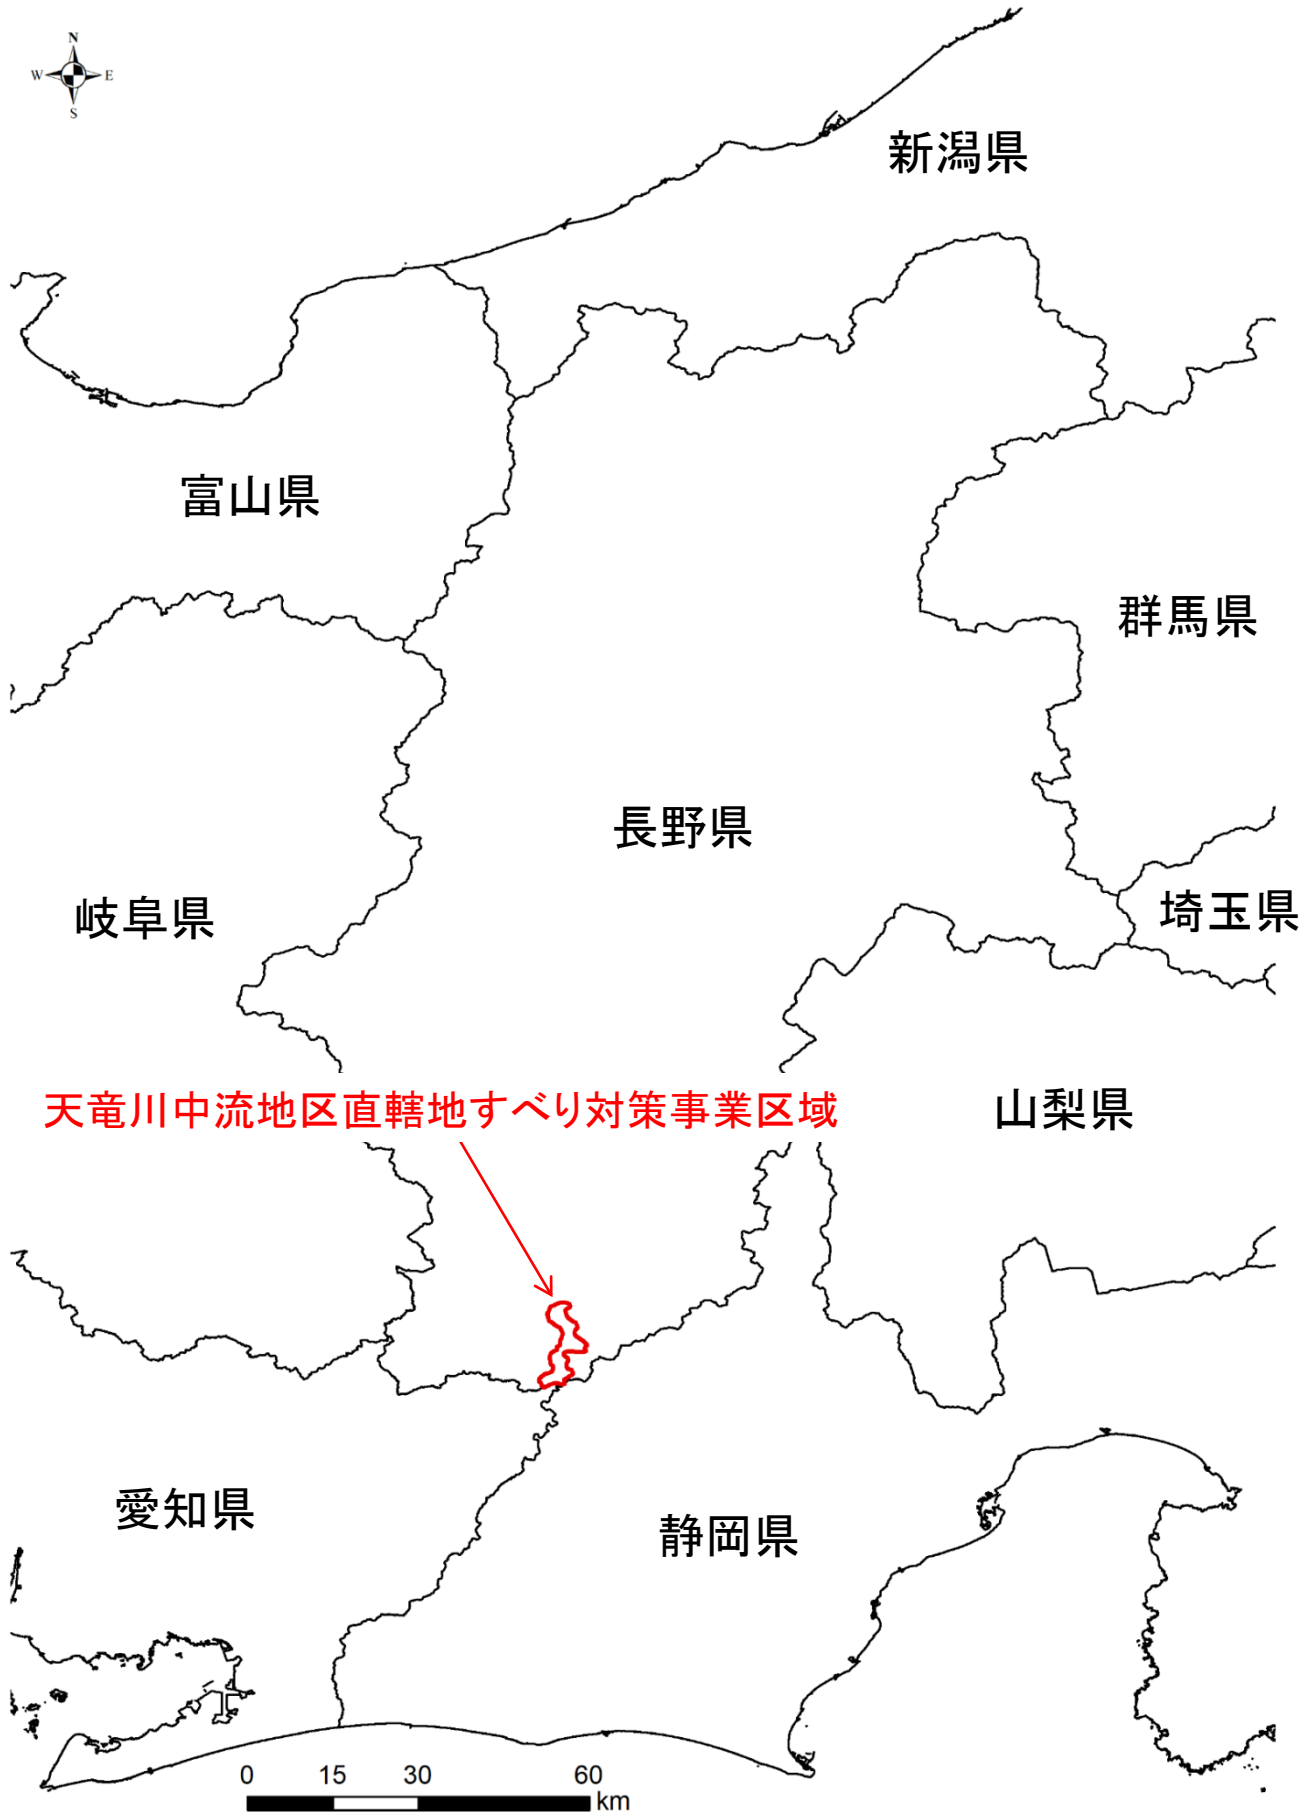 N
W E
S
新潟県
富山県
群馬県
長野県
岐阜県
埼玉県
天竜川中流地区直轄地すべり対策事業区域
山梨県
愛知県
静岡県
0 15 30 60
km